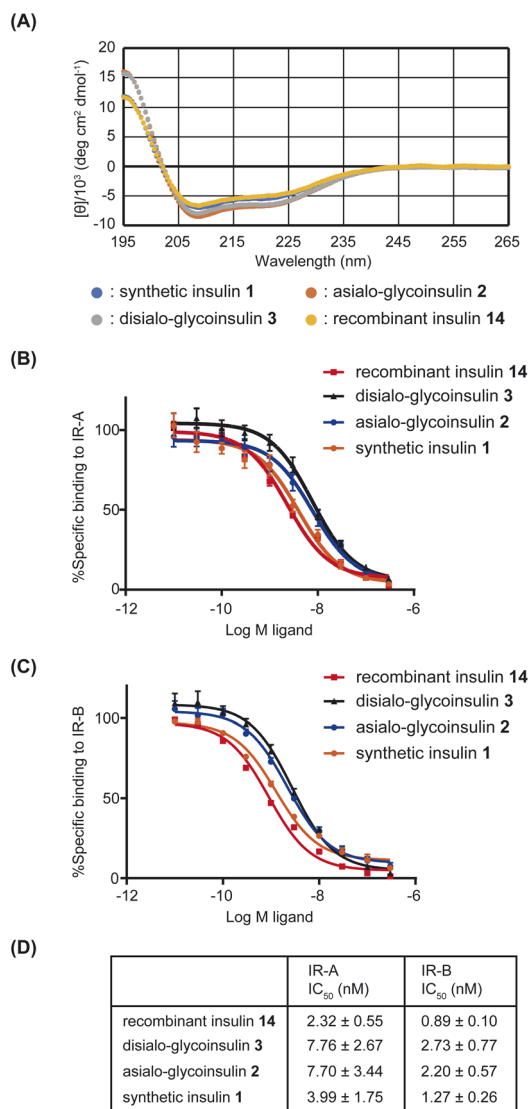 (A)
20
15
10
5
0
-5
-10
[θ]/10³ (deg cm² dmol⁻¹)
195 205 215 225 235 245 255 265
Wavelength (nm)
: synthetic insulin 1 : asialo-glycoinsulin 2
: disialo-glycoinsulin 3 : recombinant insulin 14
(B)
recombinant insulin 14
disialo-glycoinsulin 3
asialo-glycoinsulin 2
synthetic insulin 1
%Specific binding to IR-A
100
50
0
-12 -10 -8 -6
Log M ligand
(C)
recombinant insulin 14
disialo-glycoinsulin 3
asialo-glycoinsulin 2
synthetic insulin 1
%Specific binding to IR-B
100
50
0
-12 -10 -8 -6
Log M ligand
(D)
IR-A IR-B
IC₅₀ (nM) IC₅₀ (nM)
recombinant insulin 14 2.32 ± 0.55 0.89 ± 0.10
disialo-glycoinsulin 3 7.76 ± 2.67 2.73 ± 0.77
asialo-glycoinsulin 2 7.70 ± 3.44 2.20 ± 0.57
synthetic insulin 1 3.99 ± 1.75 1.27 ± 0.26